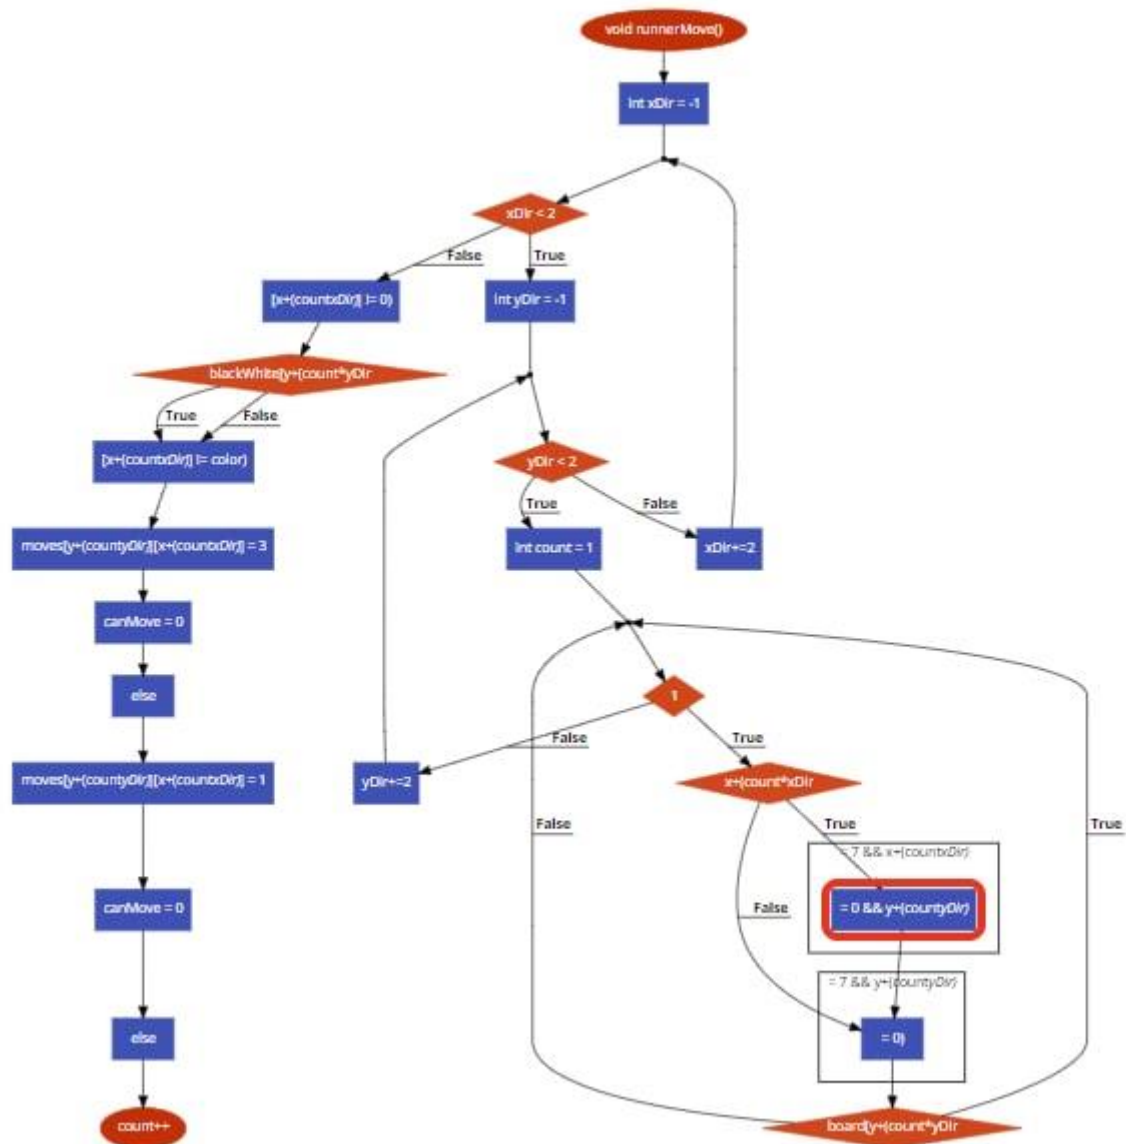 void runnerMove()
int xDir = -1
xDir < 2
False
True
[x+(countxDir)] != 0)
int yDir = -1
blackWhite[y+(count*yDir
True
False
[x+(countxDir)] != color)
yDir < 2
True
False
moves[y+(countyDir)][x+(countxDir)] = 3
int count = 1
xDir+=2
canMove = 0
else
1
False
True
moves[y+(countyDir)][x+(countxDir)] = 1
yDir+=2
x+(count*xDir
False
True
True
= 7 && x+(countxDir)
canMove = 0
False
= 0 && y+(countyDir)
= 7 && y+(countyDir)
else
= 0)
count++
board[y+(count*yDir